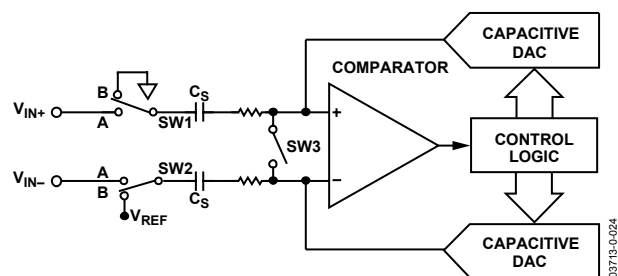 CAPACITIVE
DAC
COMPARATOR
B
CS
VIN+
A
SW1
+
SW3
CONTROL
LOGIC
VIN–
A
SW2
–
B
CS
VREF
CAPACITIVE
DAC
03713-0-024